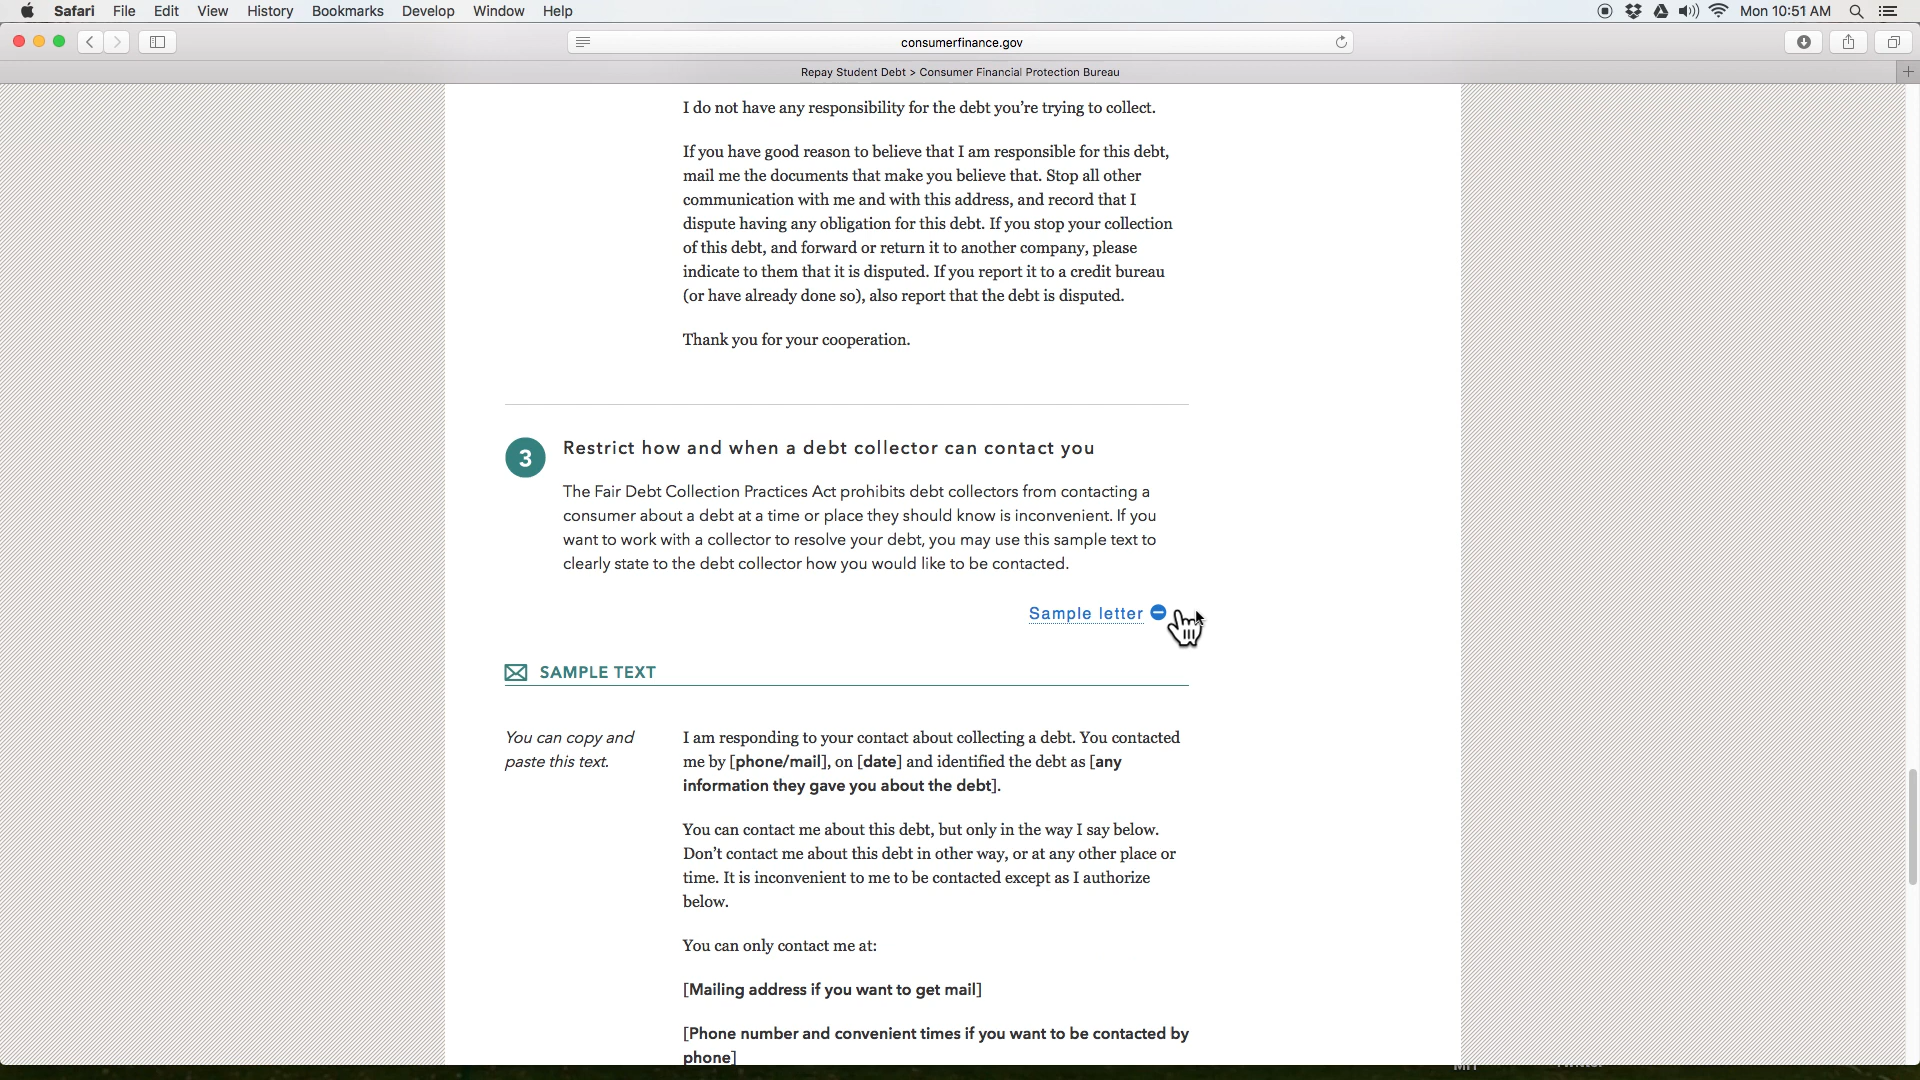 Safari File Edit View History Bookmarks Develop Window Help Mon 10:51 AM
consumerfinance.gov
Repay Student Debt > Consumer Financial Protection Bureau
I do not have any responsibility for the debt you’re trying to collect.
If you have good reason to believe that I am responsible for this debt,
mail me the documents that make you believe that. Stop all other
communication with me and with this address, and record that I
dispute having any obligation for this debt. If you stop your collection
of this debt, and forward or return it to another company, please
indicate to them that it is disputed. If you report it to a credit bureau
(or have already done so), also report that the debt is disputed.
Thank you for your cooperation.
3 Restrict how and when a debt collector can contact you
The Fair Debt Collection Practices Act prohibits debt collectors from contacting a
consumer about a debt at a time or place they should know is inconvenient. If you
want to work with a collector to resolve your debt, you may use this sample text to
clearly state to the debt collector how you would like to be contacted.
Sample letter
SAMPLE TEXT
You can copy and
paste this text.
I am responding to your contact about collecting a debt. You contacted
me by [phone/mail], on [date] and identified the debt as [any
information they gave you about the debt].
You can contact me about this debt, but only in the way I say below.
Don’t contact me about this debt in other way, or at any other place or
time. It is inconvenient to me to be contacted except as I authorize
below.
You can only contact me at:
[Mailing address if you want to get mail]
[Phone number and convenient times if you want to be contacted by
phone]